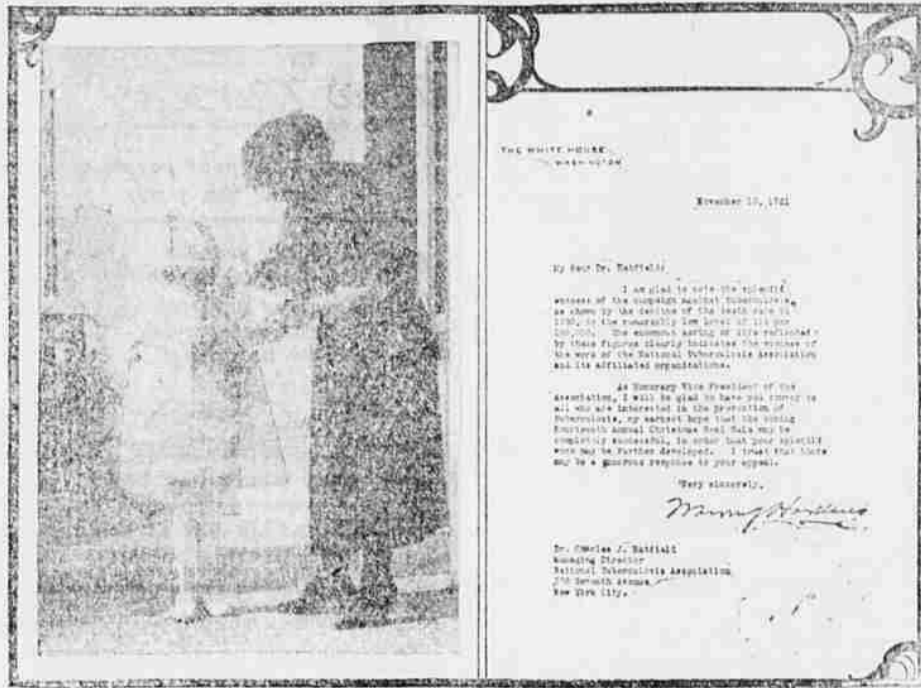 THE WHITE HOUSE
WASHINGTON
November 10, 1921
My dear Dr. Hatfield:
I am glad to note the splendid
success of the campaign against tuberculosis,
as shown by the decline of the death rate in
1920, to the remarkably low level of 114 per
100,000. The enormous saving of life reflected
by these figures clearly indicates the success of
the work of the National Tuberculosis Association
and its affiliated organizations.
As Honorary Vice President of the
Association, I will be glad to have you convey to
all who are interested in the prevention of
tuberculosis, my earnest hope that the coming
Fourteenth Annual Christmas Seal Sale may be
completely successful, in order that your splendid
work may be further developed. I trust that there
may be a generous response to your appeal.
Very sincerely,
Warren G Harding
Dr. Charles J. Hatfield
Managing Director
National Tuberculosis Association
Seventh Avenue
New York City.